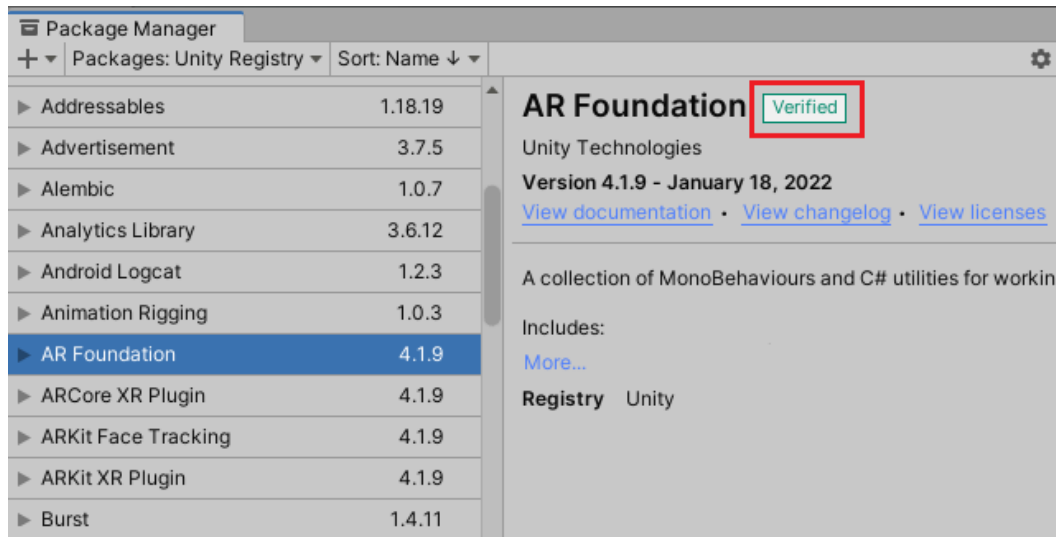 Package Manager
Packages: Unity Registry
Sort: Name ↓
Addressables 1.18.19
Advertisement 3.7.5
Alembic 1.0.7
Analytics Library 3.6.12
Android Logcat 1.2.3
Animation Rigging 1.0.3
AR Foundation 4.1.9
ARCore XR Plugin 4.1.9
ARKit Face Tracking 4.1.9
ARKit XR Plugin 4.1.9
Burst 1.4.11
AR Foundation Verified
Unity Technologies
Version 4.1.9 - January 18, 2022
View documentation • View changelog • View licenses
A collection of MonoBehaviours and C# utilities for workin
Includes:
More...
Registry Unity